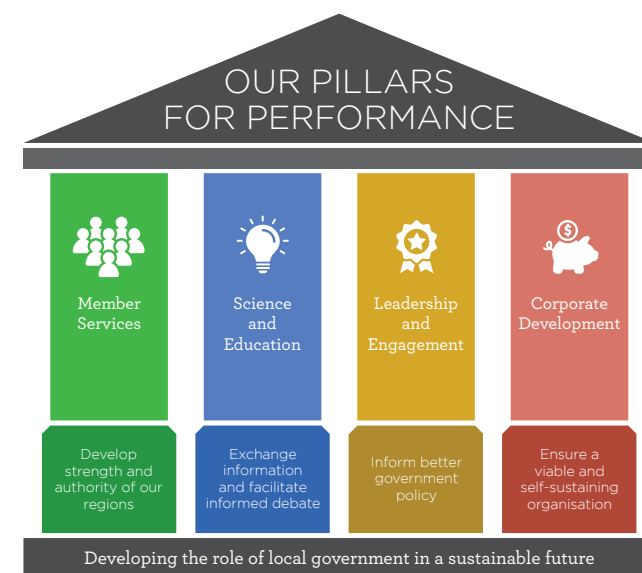 OUR PILLARS
FOR PERFORMANCE
$
Member
Services
Science
and
Education
Leadership
and
Engagement
Corporate
Development
Develop
strength and
authority of our
regions
Exchange
information
and facilitate
informed debate
Inform better
government
policy
Ensure a
viable and
self-sustaining
organisation
Developing the role of local government in a sustainable future